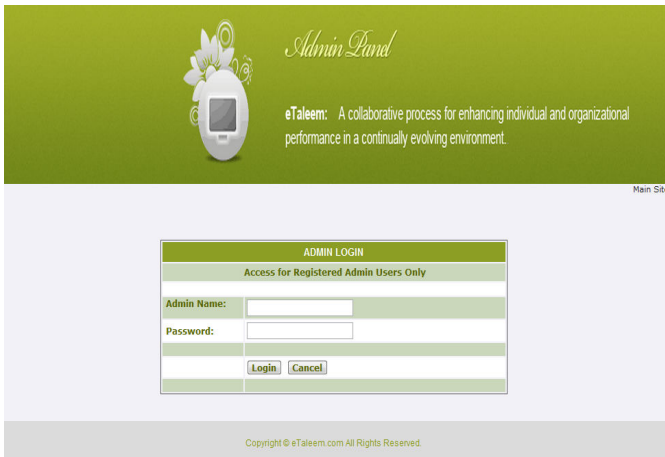 Admin Panel
eTaleem: A collaborative process for enhancing individual and organizational
performance in a continually evolving environment.
Main Site
ADMIN LOGIN
Access for Registered Admin Users Only
Admin Name:
Password:
Login Cancel
Copyright © eTaleem.com All Rights Reserved.